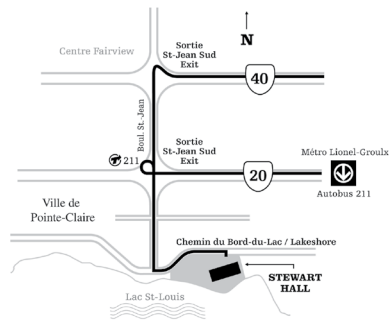 Centre Fairview
Sortie
St-Jean Sud
Exit
N
40
Boul. St. Jean
211
Sortie
St-Jean Sud
Exit
20
Métro Lionel-Groulx
Autobus 211
Ville de
Pointe-Claire
Chemin du Bord-du-Lac / Lakeshore
STEWART
HALL
Lac St-Louis